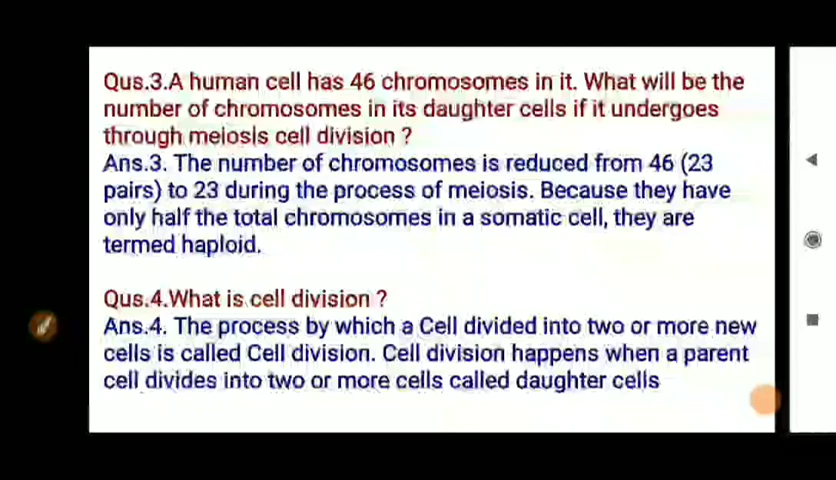 Qus.3.A human cell has 46 chromosomes in it. What will be the
number of chromosomes in its daughter cells if it undergoes
through meiosis cell division ?
Ans.3. The number of chromosomes is reduced from 46 (23
pairs) to 23 during the process of meiosis. Because they have
only half the total chromosomes in a somatic cell, they are
termed haploid.
Qus.4.What is cell division ?
Ans.4. The process by which a Cell divided into two or more new
cells is called Cell division. Cell division happens when a parent
cell divides into two or more cells called daughter cells